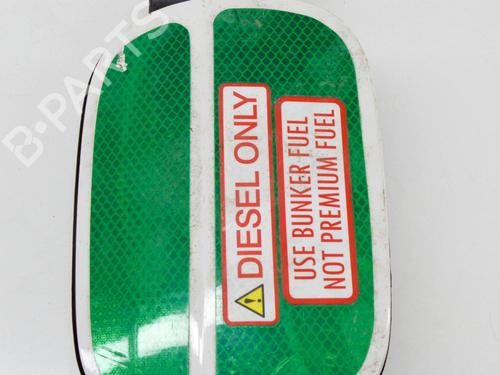 B-PARTS
DIESEL ONLY
USE BUNKER FUEL
NOT PREMIUM FUEL